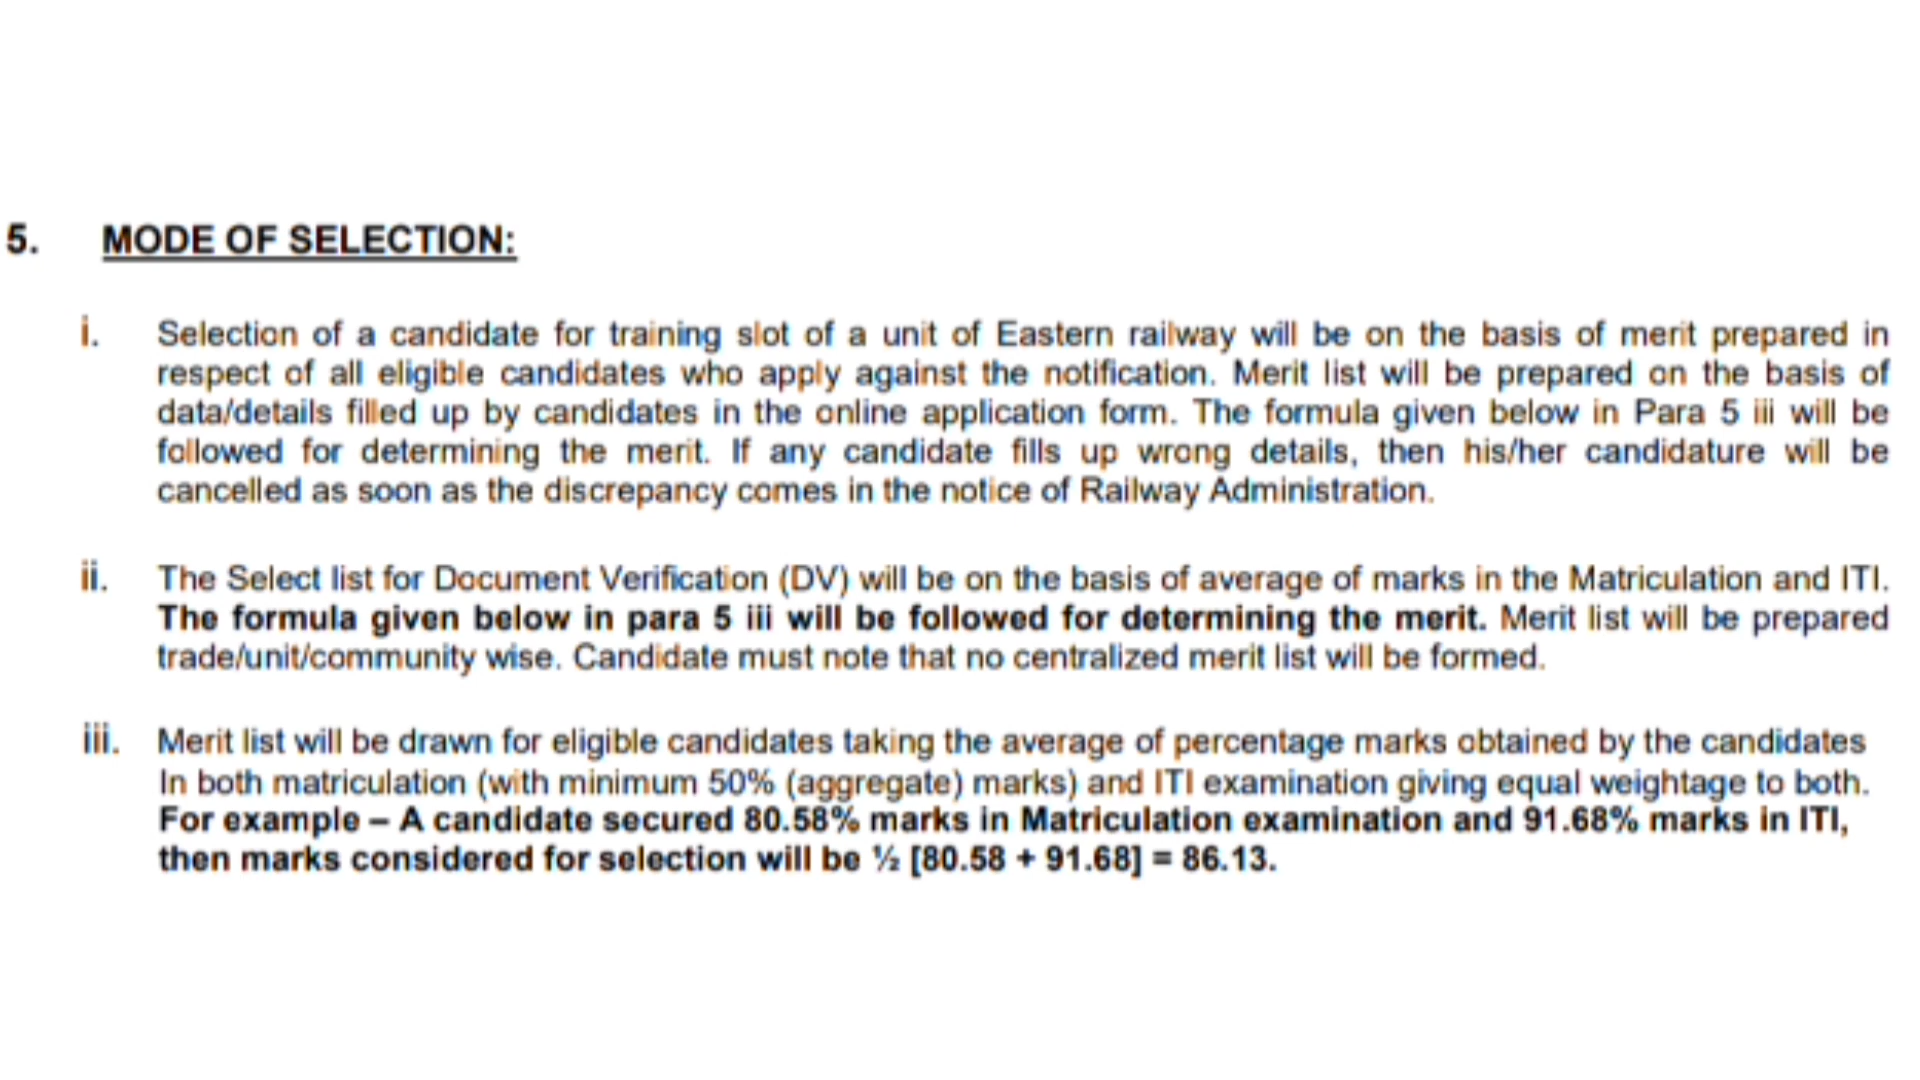 5. MODE OF SELECTION:
i. Selection of a candidate for training slot of a unit of Eastern railway will be on the basis of merit prepared in
respect of all eligible candidates who apply against the notification. Merit list will be prepared on the basis of
data/details filled up by candidates in the online application form. The formula given below in Para 5 iii will be
followed for determining the merit. If any candidate fills up wrong details, then his/her candidature will be
cancelled as soon as the discrepancy comes in the notice of Railway Administration.
ii. The Select list for Document Verification (DV) will be on the basis of average of marks in the Matriculation and ITI.
The formula given below in para 5 iii will be followed for determining the merit. Merit list will be prepared
trade/unit/community wise. Candidate must note that no centralized merit list will be formed.
iii. Merit list will be drawn for eligible candidates taking the average of percentage marks obtained by the candidates
In both matriculation (with minimum 50% (aggregate) marks) and ITI examination giving equal weightage to both.
For example – A candidate secured 80.58% marks in Matriculation examination and 91.68% marks in ITI,
then marks considered for selection will be ½ [80.58 + 91.68] = 86.13.